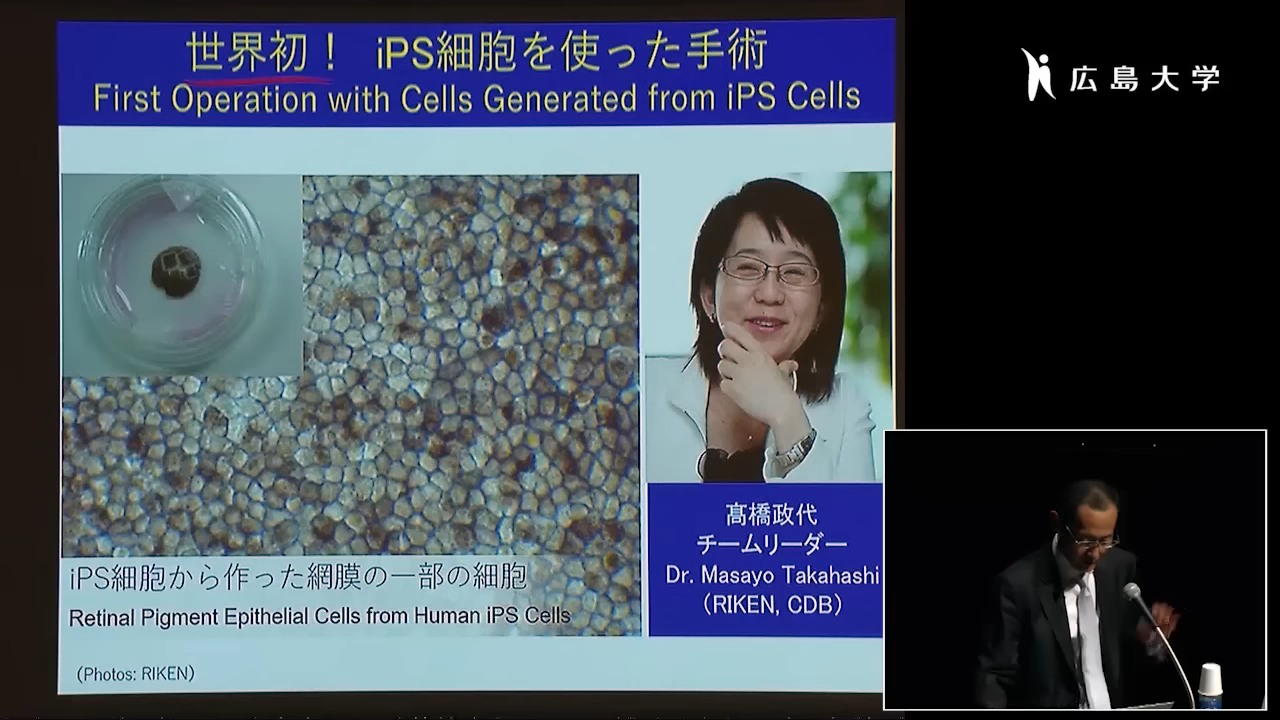 世界初！ iPS細胞を使った手術
First Operation with Cells Generated from iPS Cells
広島大学
iPS細胞から作った網膜の一部の細胞
Retinal Pigment Epithelial Cells from Human iPS Cells
(Photos: RIKEN)
髙橋政代
チームリーダー
Dr. Masayo Takahashi
(RIKEN, CDB)